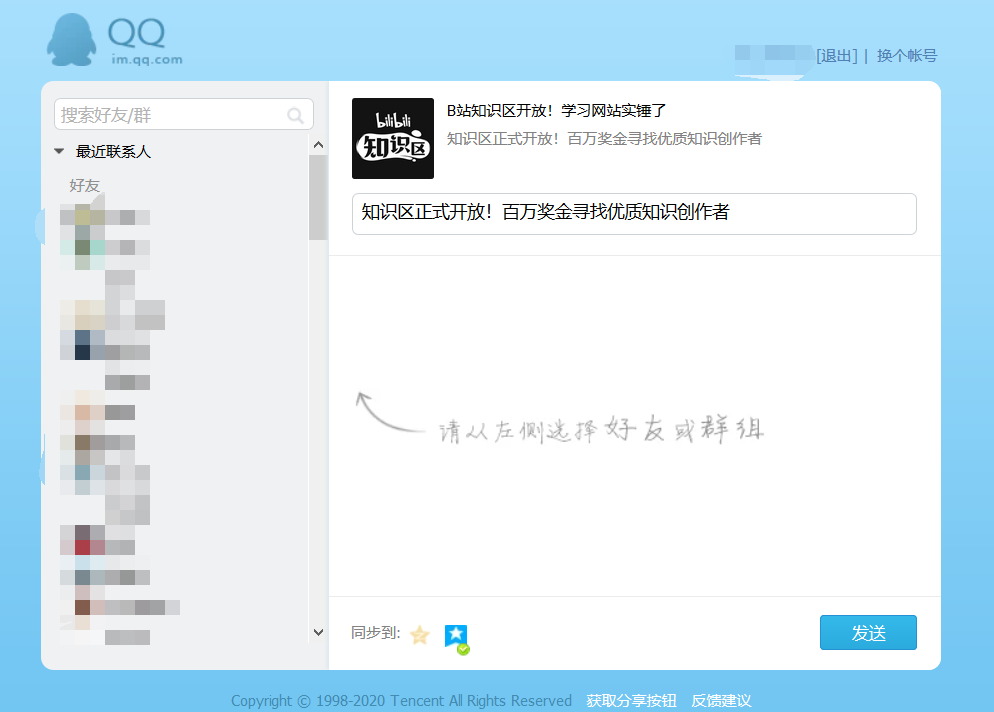 QQ
im.qq.com
[退出] | 换个帐号
搜索好友/群
最近联系人
好友
bilibili
知识区
B站知识区开放！学习网站实锤了
知识区正式开放！百万奖金寻找优质知识创作者
知识区正式开放！百万奖金寻找优质知识创作者
请从左侧选择好友或群组
同步到:
发送
Copyright © 1998-2020 Tencent All Rights Reserved 获取分享按钮 反馈建议